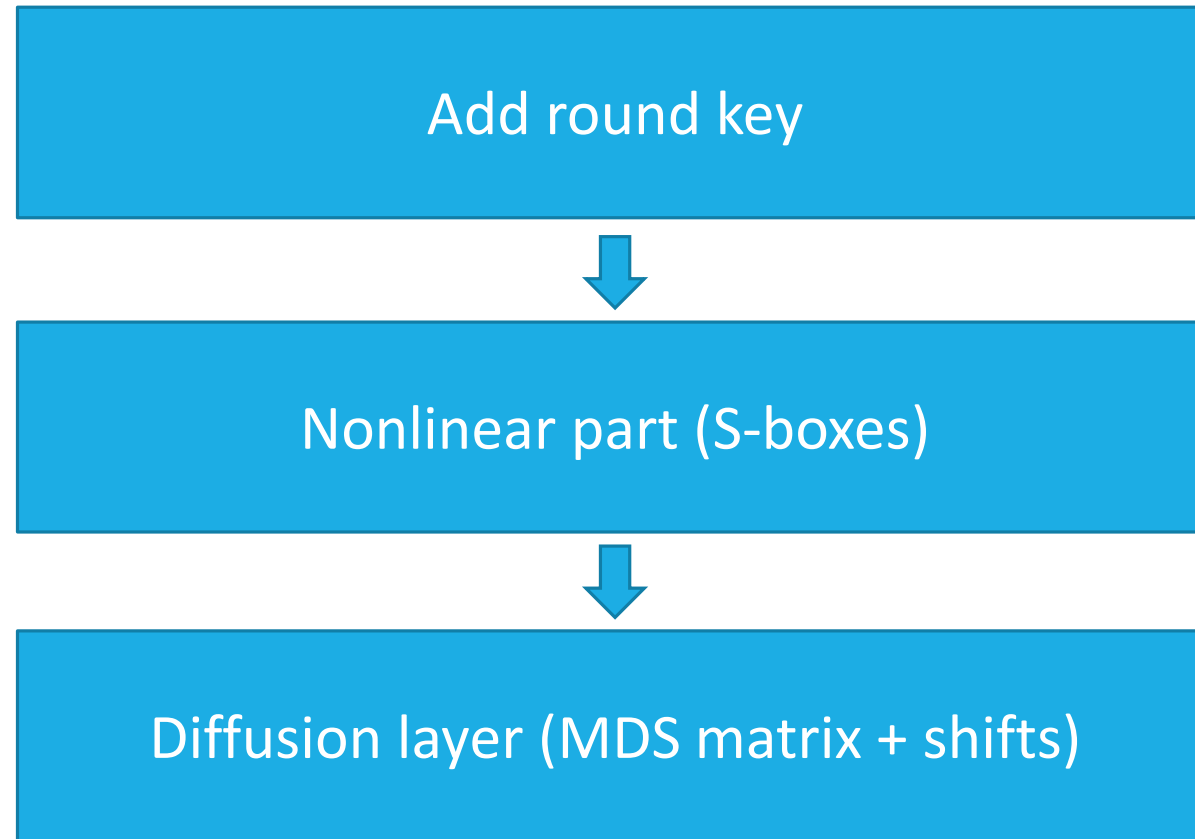 Add round key
Nonlinear part (S-boxes)
Diffusion layer (MDS matrix + shifts)